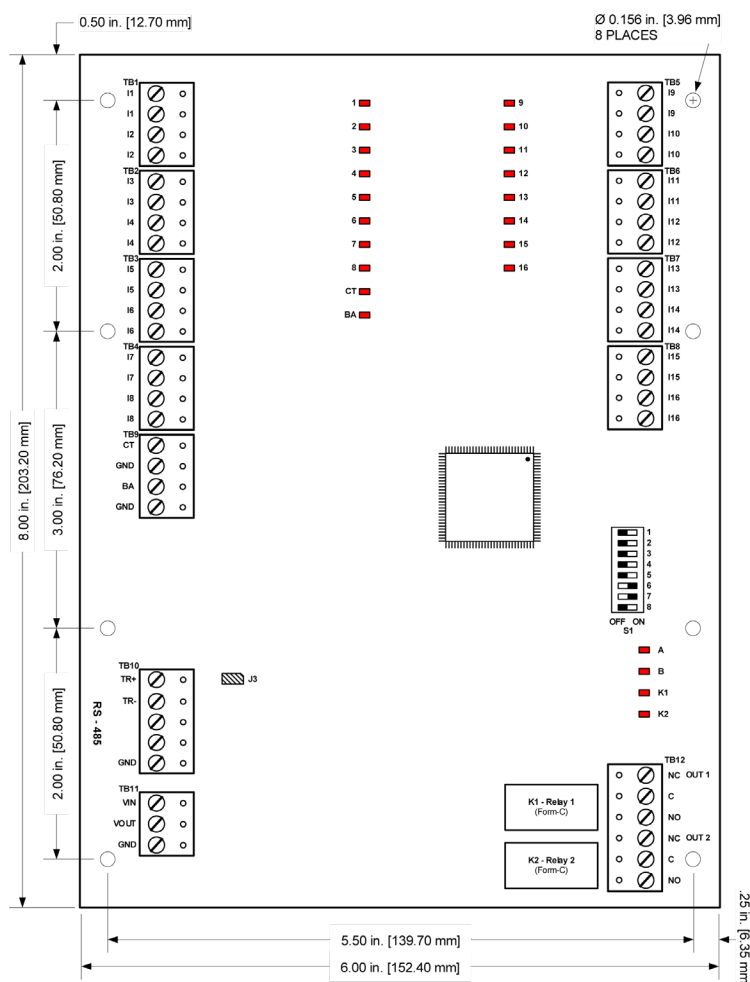 0.50 in. [12.70 mm]
Ø 0.156 in. [3.96 mm]
8 PLACES
TB1
I1
I1
I2
I2
TB2
I3
I3
I4
I4
TB3
I5
I5
I6
I6
TB4
I7
I7
I8
I8
TB9
CT
GND
BA
GND
1
2
3
4
5
6
7
8
CT
BA
9
10
11
12
13
14
15
16
TB5
I9
I9
I10
I10
TB6
I11
I11
I12
I12
TB7
I13
I13
I14
I14
TB8
I15
I15
I16
I16
2.00 in. [50.80 mm]
8.00 in. [203.20 mm]
3.00 in. [76.20 mm]
2.00 in. [50.80 mm]
1
2
3
4
5
6
7
8
OFF ON
S1
A
B
K1
K2
TB10
TR+
TR-
GND
RS - 485
J3
TB11
VIN
VOUT
GND
K1 - Relay 1
(Form-C)
K2 - Relay 2
(Form-C)
TB12
NC OUT 1
C
NO
NC OUT 2
C
NO
.25 in. [6.35 mm
5.50 in. [139.70 mm]
6.00 in. [152.40 mm]